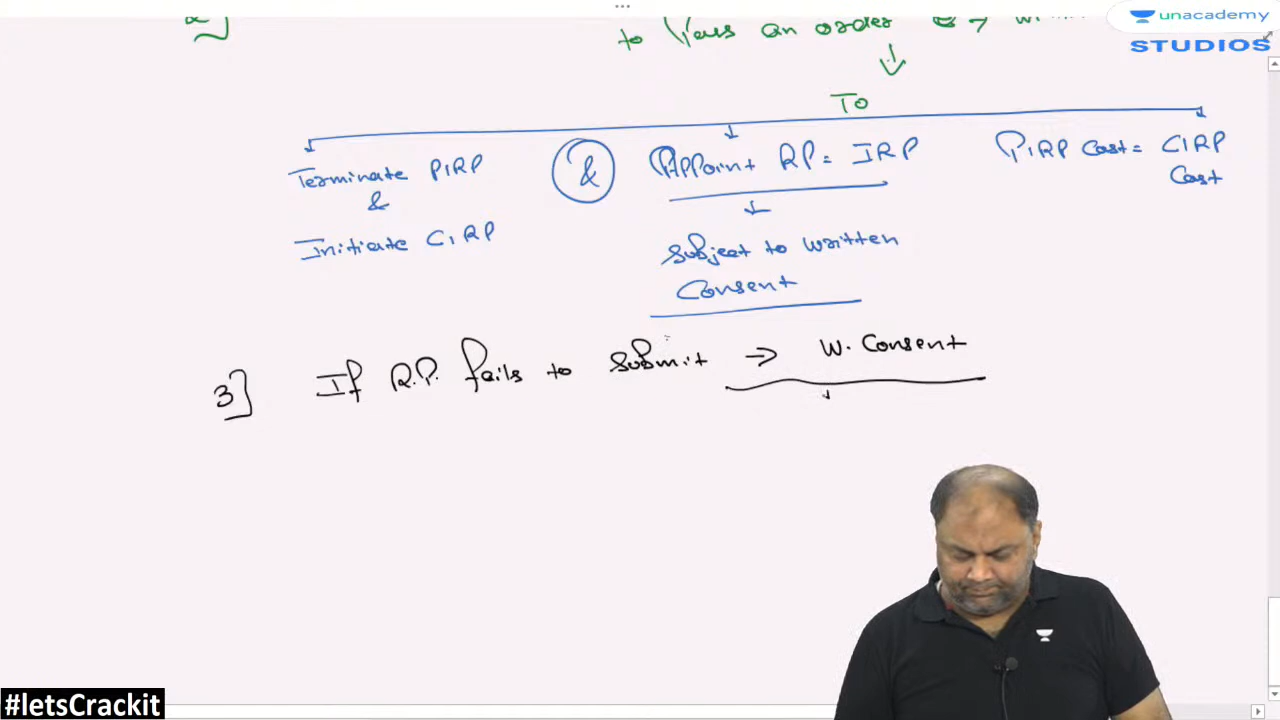 unacademy
STUDIOS
2]
to Pass an order
To
Terminate PIRP
&
Initiate CIRP
&
Appoint RP = IRP
subject to written
Consent
PIRP Cost = CIRP
Cost
3] If R.P. fails to submit → W. Consent
#letsCrackit